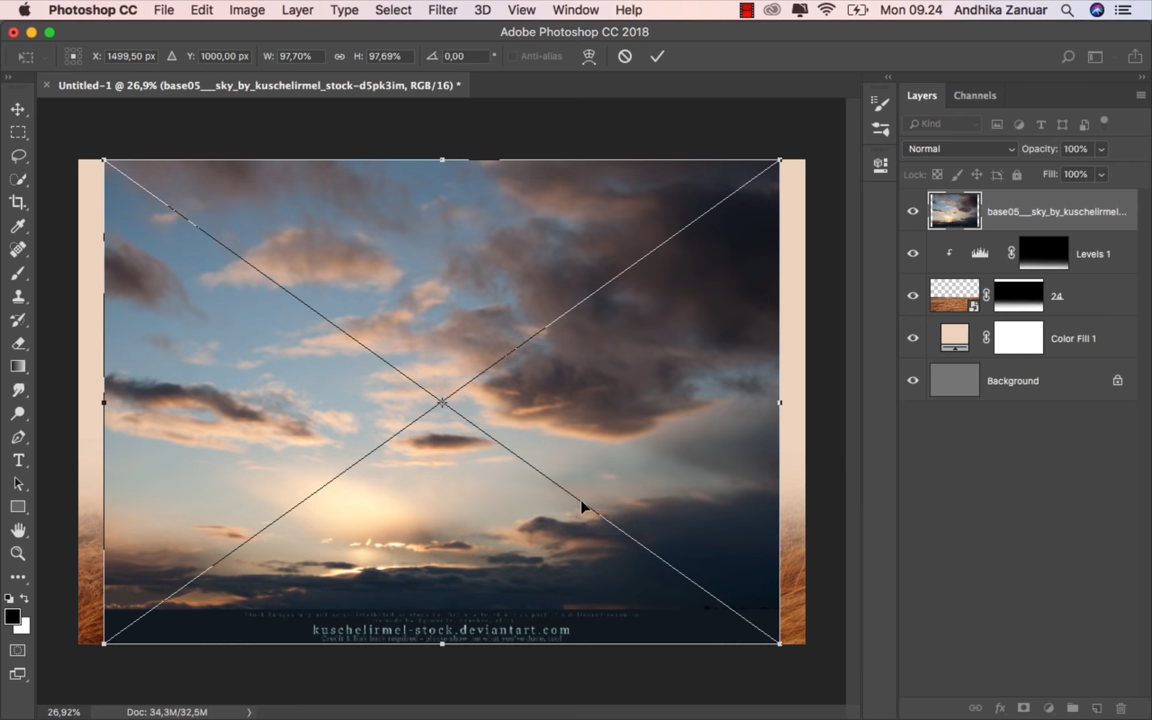 Photoshop CC File Edit Image Layer Type Select Filter 3D View Window Help Mon 09.24 Andhika Zanuar
Adobe Photoshop CC 2018
X: 1499,50 px Y: 1000,00 px W: 97,70% H: 97,69% 0,00 ° Anti-alias
Untitled-1 @ 26,9% (base05___sky_by_kuschelirmel_stock-d5pk3im, RGB/16) *
Layers Channels
Kind
Normal Opacity: 100%
Lock: Fill: 100%
base05___sky_by_kuschelirmel...
Levels 1
24
Color Fill 1
Background
kuschelirmel-stock.deviantart.com
26,92% Doc: 34,3M/32,5M